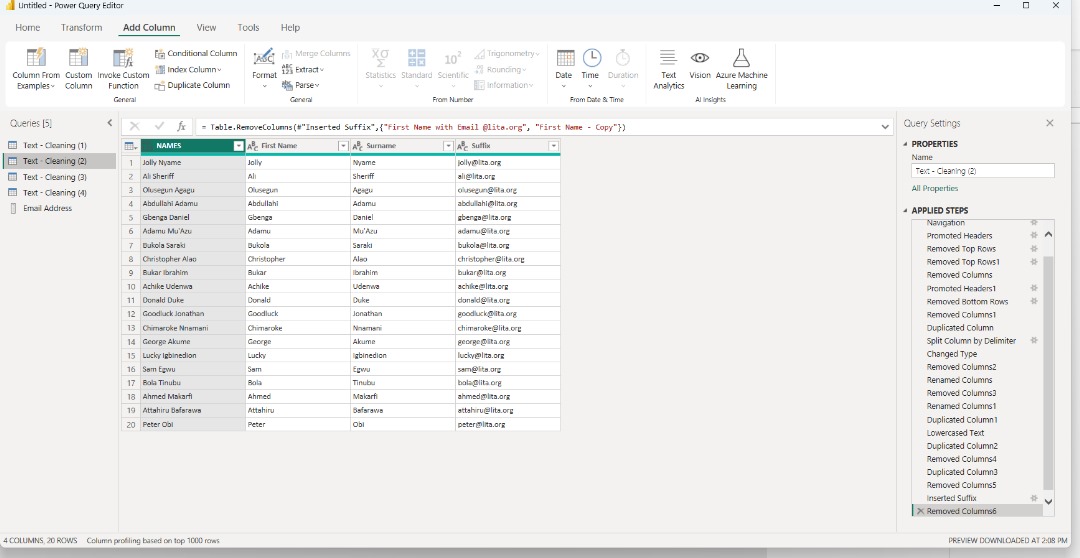 Untitled - Power Query Editor
Home Transform Add Column View Tools Help
Column From Examples Custom Column Invoke Custom Function Conditional Column Index Column Duplicate Column
General
Format Merge Columns ABC 123 Extract abc Parse
General
XΟ Σ Statistics Standard 10² Scientific Trigonometry Rounding Information
From Number
Date Time Duration
From Date & Time
Text Analytics Vision Azure Machine Learning
AI Insights
Queries [5]
Text - Cleaning (1)
Text - Cleaning (2)
Text - Cleaning (3)
Text - Cleaning (4)
Email Address
fx = Table.RemoveColumns(#"Inserted Suffix",{"First Name with Email @lita.org", "First Name - Copy"})
NAMES ABC First Name ABC Surname ABC Suffix
1 Jolly Nyame Jolly Nyame jolly@lita.org
2 Ali Sheriff Ali Sheriff ali@lita.org
3 Olusegun Agagu Olusegun Agagu olusegun@lita.org
4 Abdullahi Adamu Abdullahi Adamu abdullahi@lita.org
5 Gbenga Daniel Gbenga Daniel gbenga@lita.org
6 Adamu Mu'Azu Adamu Mu'Azu adamu@lita.org
7 Bukola Saraki Bukola Saraki bukola@lita.org
8 Christopher Alao Christopher Alao christopher@lita.org
9 Bukar Ibrahim Bukar Ibrahim bukar@lita.org
10 Achike Udenwa Achike Udenwa achike@lita.org
11 Donald Duke Donald Duke donald@lita.org
12 Goodluck Jonathan Goodluck Jonathan goodluck@lita.org
13 Chimaroke Nnamani Chimaroke Nnamani chimaroke@lita.org
14 George Akume George Akume george@lita.org
15 Lucky Igbinedion Lucky Igbinedion lucky@lita.org
16 Sam Egwu Sam Egwu sam@lita.org
17 Bola Tinubu Bola Tinubu bola@lita.org
18 Ahmed Makarfi Ahmed Makarfi ahmed@lita.org
19 Attahiru Bafarawa Attahiru Bafarawa attahiru@lita.org
20 Peter Obi Peter Obi peter@lita.org
Query Settings
PROPERTIES
Name
Text - Cleaning (2)
All Properties
APPLIED STEPS
Navigation
Promoted Headers
Removed Top Rows
Removed Top Rows1
Removed Columns
Promoted Headers1
Removed Bottom Rows
Removed Columns1
Duplicated Column
Split Column by Delimiter
Changed Type
Removed Columns2
Renamed Columns
Removed Columns3
Renamed Columns1
Duplicated Column1
Lowercased Text
Duplicated Column2
Removed Columns4
Duplicated Column3
Removed Columns5
Inserted Suffix
Removed Columns6
4 COLUMNS, 20 ROWS Column profiling based on top 1000 rows
PREVIEW DOWNLOADED AT 2:08 PM